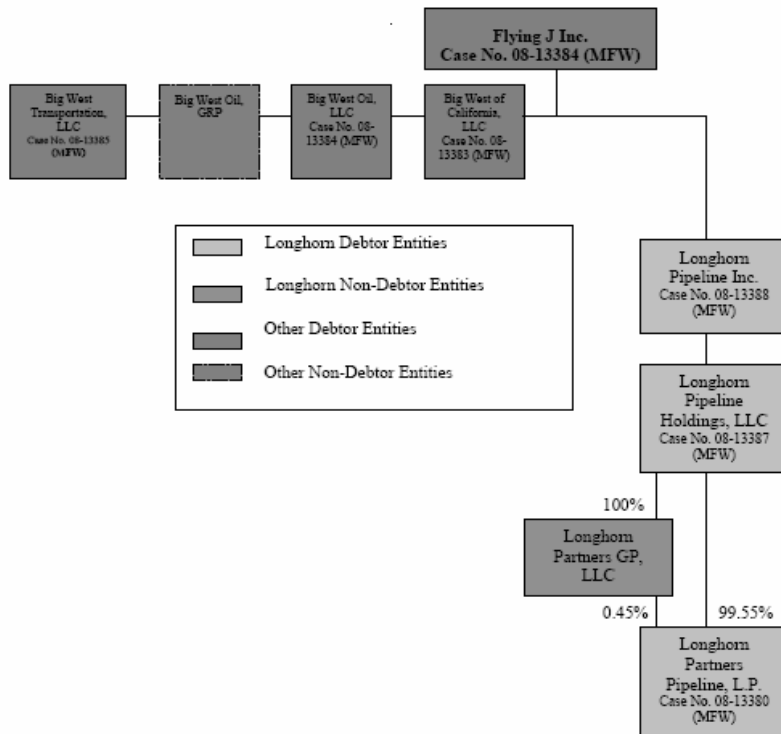 Flying J Inc.
Case No. 08-13384 (MFW)
Big West
Transportation,
LLC
Case No. 08-13385
(MFW)
Big West Oil,
GRP
Big West Oil,
LLC
Case No. 08-
13384 (MFW)
Big West of
California,
LLC
Case No. 08-
13383 (MFW)
Longhorn Debtor Entities
Longhorn Non-Debtor Entities
Other Debtor Entities
Other Non-Debtor Entities
Longhorn
Pipeline Inc.
Case No. 08-13388
(MFW)
Longhorn
Pipeline
Holdings, LLC
Case No. 08-13387
(MFW)
100%
Longhorn
Partners GP,
LLC
0.45%
99.55%
Longhorn
Partners
Pipeline, L.P.
Case No. 08-13380
(MFW)